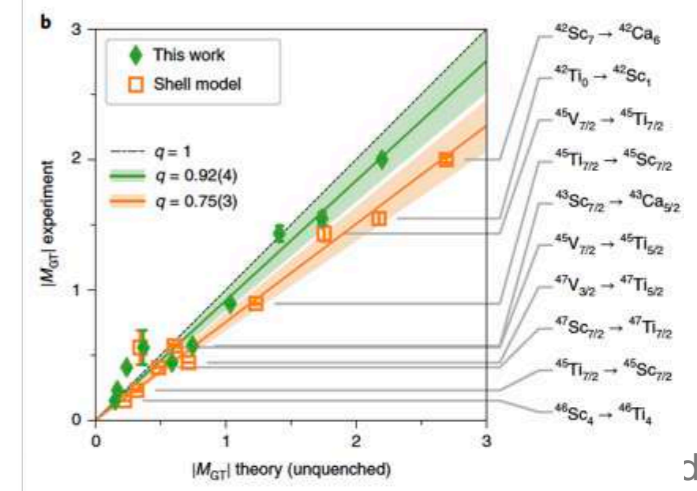 b
3
This work
Shell model
q = 1
q = 0.92(4)
q = 0.75(3)
2
1
0
|M_GT| experiment
0 1 2 3
|M_GT| theory (unquenched)
⁴²Sc₇ → ⁴²Ca₆
⁴²Ti₀ → ⁴²Sc₁
⁴⁵V₇/₂ → ⁴⁵Ti₇/₂
⁴⁵Ti₇/₂ → ⁴⁵Sc₇/₂
⁴³Sc₇/₂ → ⁴³Ca₅/₂
⁴⁵V₇/₂ → ⁴⁵Ti₅/₂
⁴⁷V₃/₂ → ⁴⁷Ti₅/₂
⁴⁷Sc₇/₂ → ⁴⁷Ti₇/₂
⁴⁵Ti₇/₂ → ⁴⁵Sc₇/₂
⁴⁶Sc₄ → ⁴⁶Ti₄